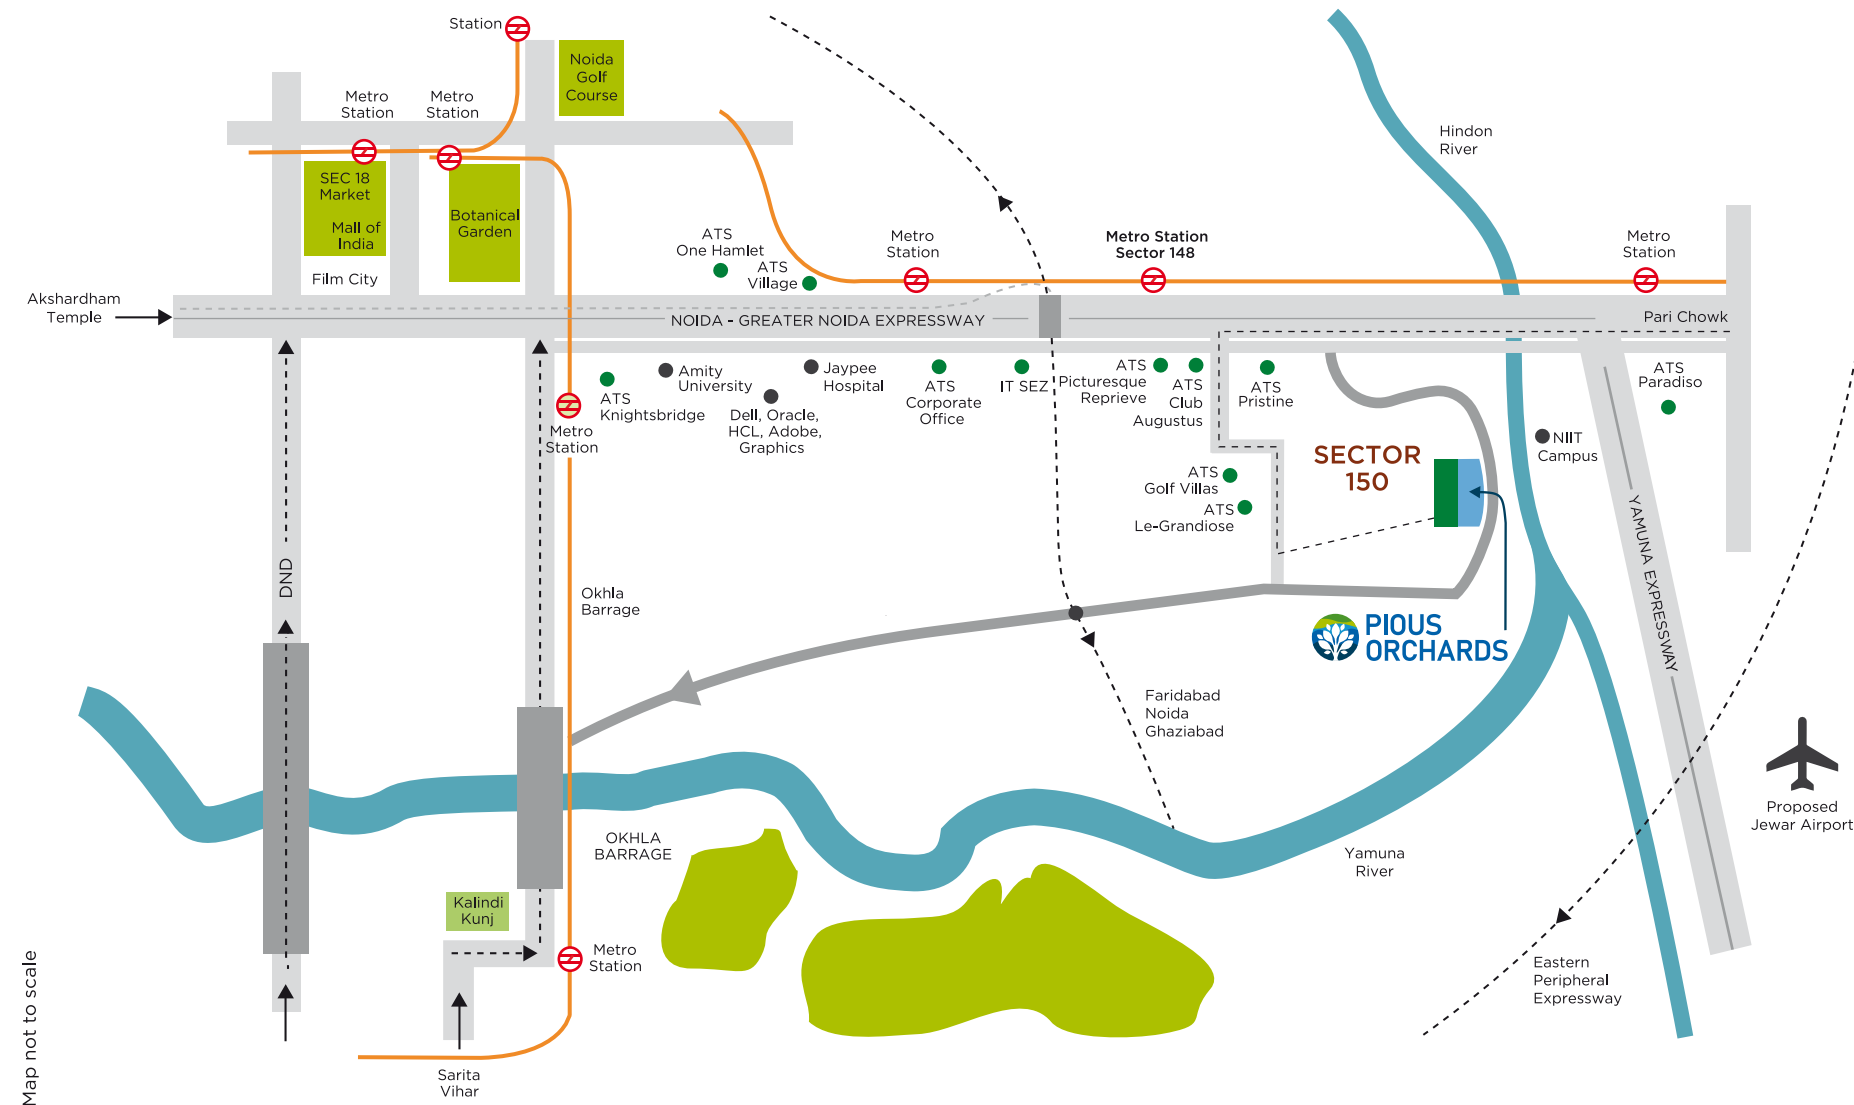 Station
Noida
Golf
Course
Metro
Station
Metro
Station
SEC 18
Market
Mall of
India
Botanical
Garden
Film City
Hindon
River
ATS
One Hamlet
ATS
Village
Metro
Station
Metro Station
Sector 148
Metro
Station
Akshardham
Temple
NOIDA - GREATER NOIDA EXPRESSWAY
Pari Chowk
ATS
Knightsbridge
Amity
University
Dell, Oracle,
HCL, Adobe,
Graphics
Jaypee
Hospital
ATS
Corporate
Office
IT SEZ
ATS
Picturesque
Reprieve
ATS
Club
Augustus
ATS
Pristine
ATS
Paradiso
Metro
Station
SECTOR
150
NIIT
Campus
ATS
Golf Villas
ATS
Le-Grandiose
YAMUNA EXPRESSWAY
DND
Okhla
Barrage
PIOUS
ORCHARDS
Faridabad
Noida
Ghaziabad
Proposed
Jewar Airport
OKHLA
BARRAGE
Yamuna
River
Kalindi
Kunj
Metro
Station
Eastern
Peripheral
Expressway
Sarita
Vihar
Map not to scale